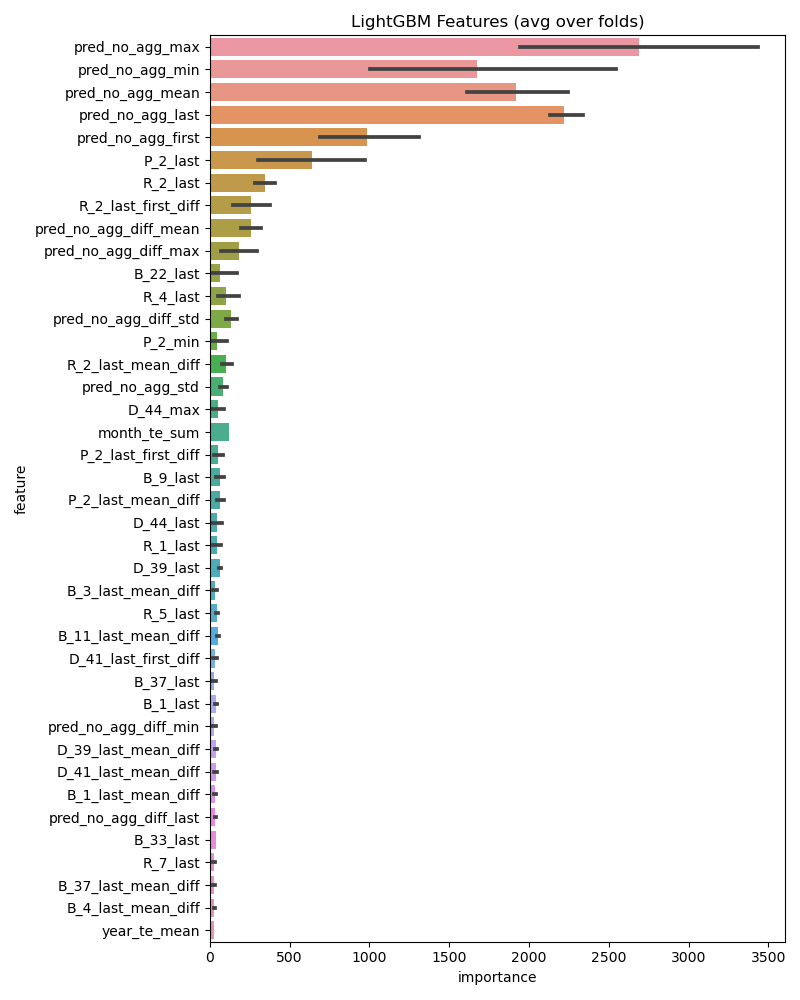 LightGBM Features (avg over folds)
pred_no_agg_max
pred_no_agg_min
pred_no_agg_mean
pred_no_agg_last
pred_no_agg_first
P_2_last
R_2_last
R_2_last_first_diff
pred_no_agg_diff_mean
pred_no_agg_diff_max
B_22_last
R_4_last
pred_no_agg_diff_std
P_2_min
R_2_last_mean_diff
pred_no_agg_std
D_44_max
month_te_sum
P_2_last_first_diff
B_9_last
P_2_last_mean_diff
D_44_last
R_1_last
D_39_last
B_3_last_mean_diff
R_5_last
B_11_last_mean_diff
D_41_last_first_diff
B_37_last
B_1_last
pred_no_agg_diff_min
D_39_last_mean_diff
D_41_last_mean_diff
B_1_last_mean_diff
pred_no_agg_diff_last
B_33_last
R_7_last
B_37_last_mean_diff
B_4_last_mean_diff
year_te_mean
feature
0 500 1000 1500 2000 2500 3000 3500
importance